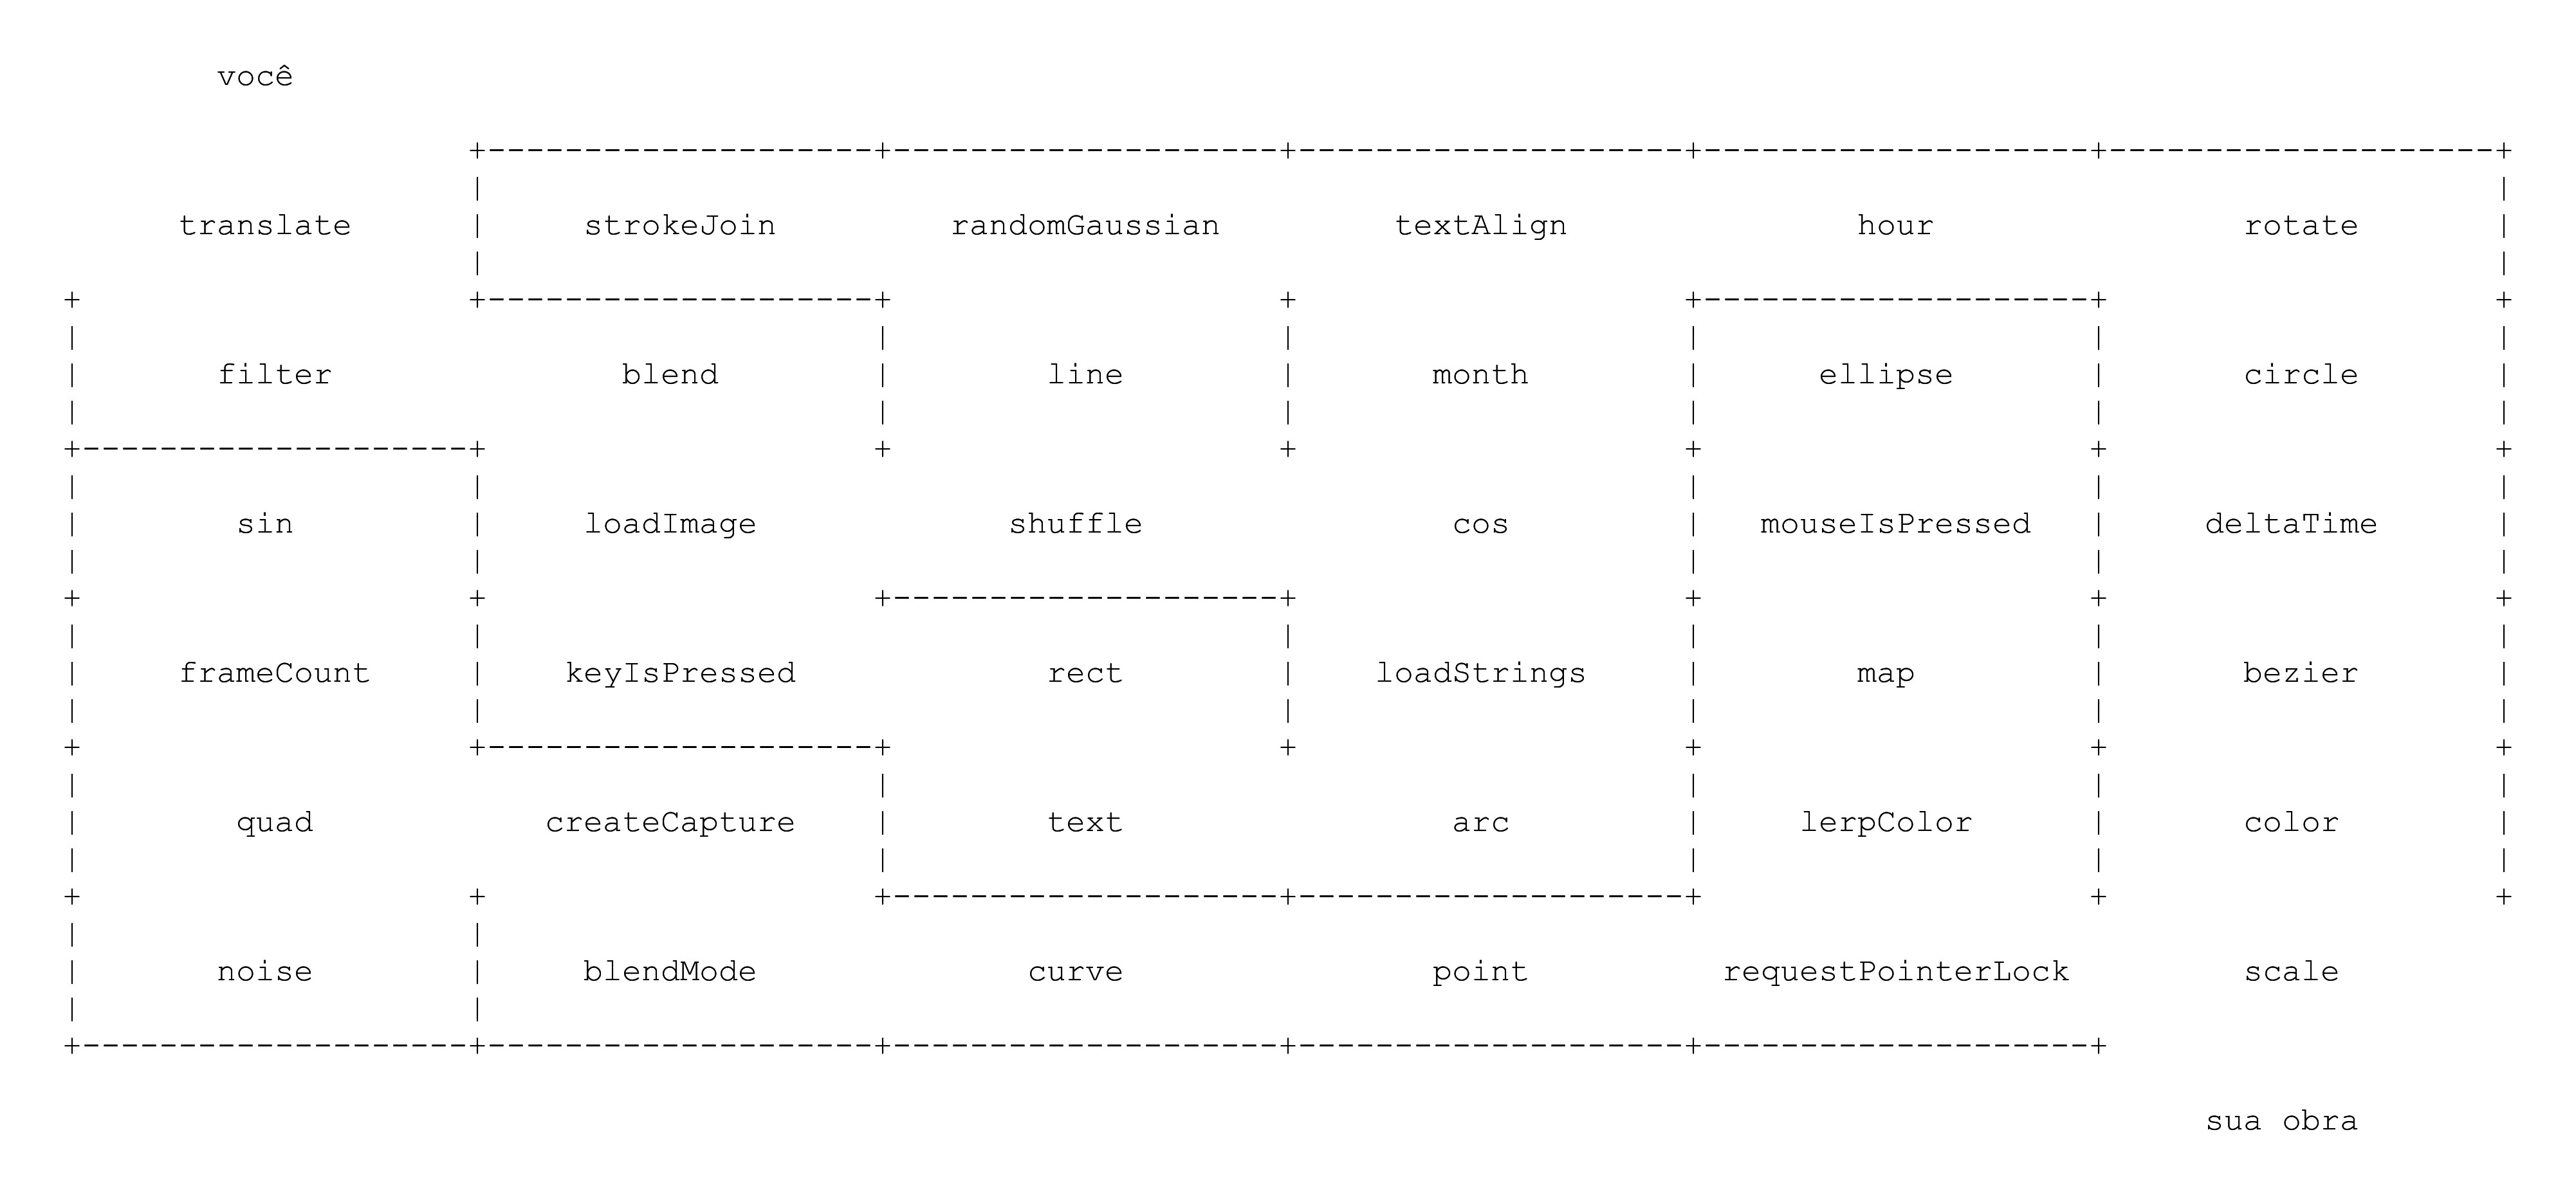 você
translate strokeJoin randomGaussian textAlign hour rotate
filter blend line month ellipse circle
sin loadImage shuffle cos mouseIsPressed deltaTime
frameCount keyIsPressed rect loadStrings map bezier
quad createCapture text arc lerpColor color
noise blendMode curve point requestPointerLock scale
sua obra